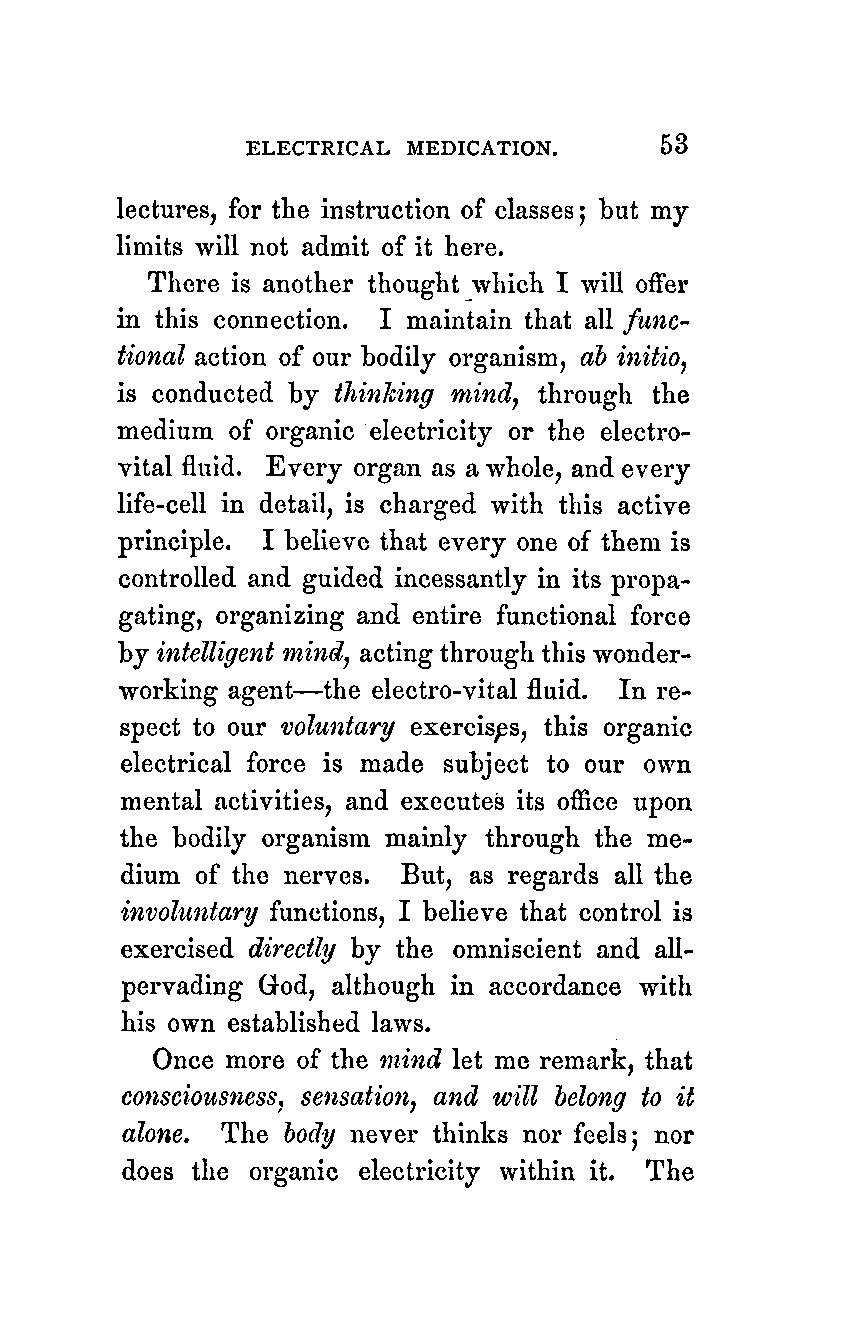 ELECTRICAL MEDICATION. 53
lectures, for the instruction of classes; but my
limits will not admit of it here.
There is another thought which I will offer
in this connection. I maintain that all func-
tional action of our bodily organism, ab initio,
is conducted by thinking mind, through the
medium of organic electricity or the electro-
vital fluid. Every organ as a whole, and every
life-cell in detail, is charged with this active
principle. I believe that every one of them is
controlled and guided incessantly in its propa-
gating, organizing and entire functional force
by intelligent mind, acting through this wonder-
working agent—the electro-vital fluid. In re-
spect to our voluntary exercises, this organic
electrical force is made subject to our own
mental activities, and executes its office upon
the bodily organism mainly through the me-
dium of the nerves. But, as regards all the
involuntary functions, I believe that control is
exercised directly by the omniscient and all-
pervading God, although in accordance with
his own established laws.
Once more of the mind let me remark, that
consciousness, sensation, and will belong to it
alone. The body never thinks nor feels; nor
does the organic electricity within it. The